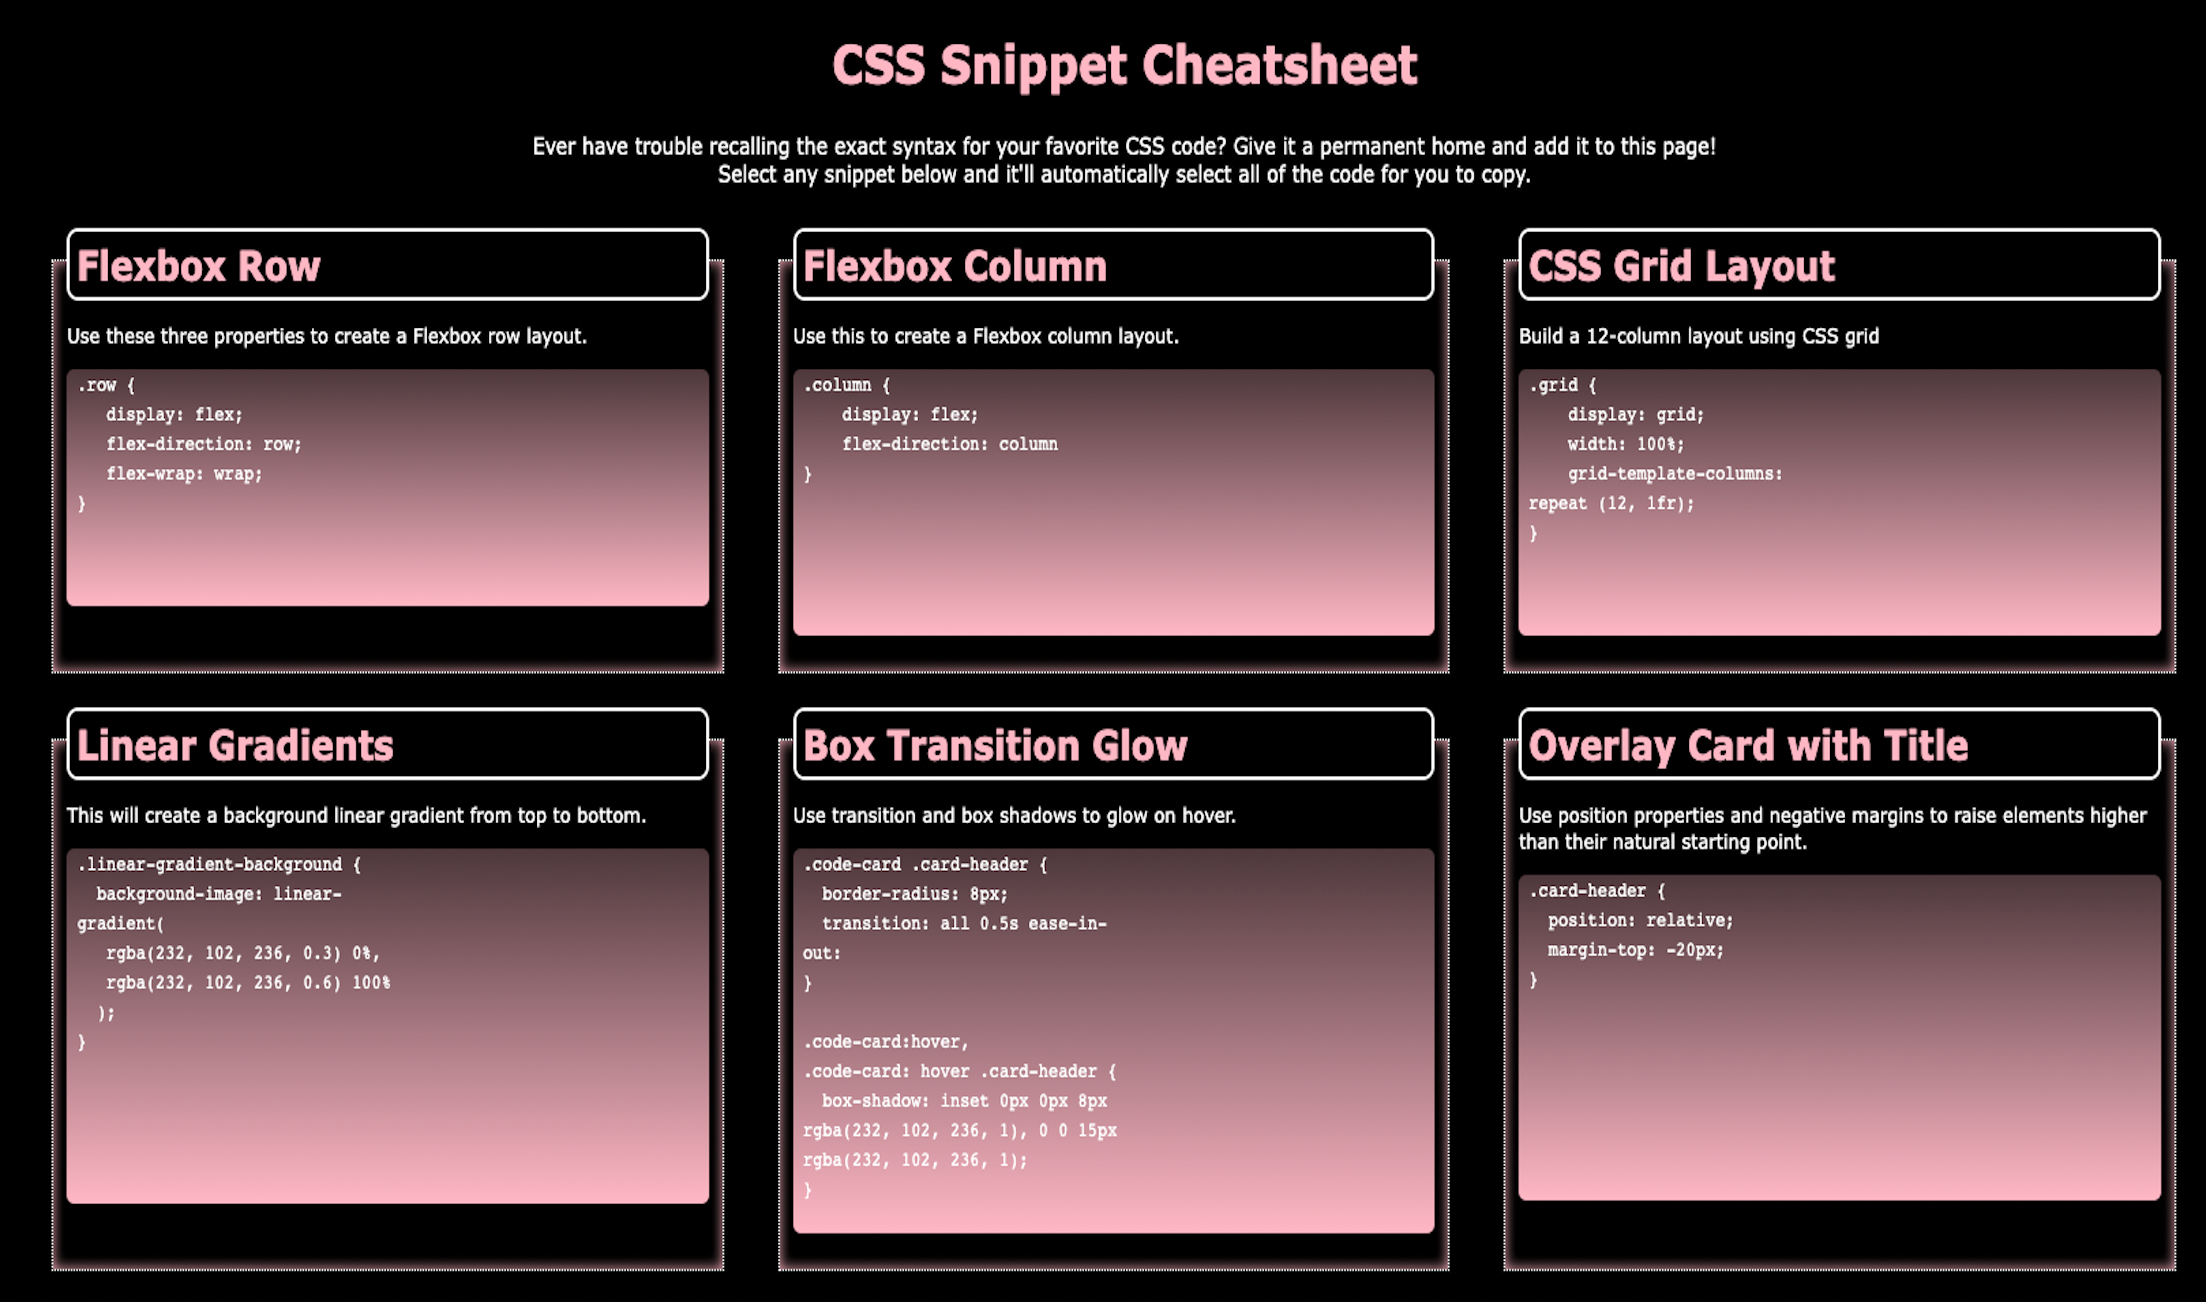 CSS Snippet Cheatsheet
Ever have trouble recalling the exact syntax for your favorite CSS code? Give it a permanent home and add it to this page!
Select any snippet below and it'll automatically select all of the code for you to copy.
Flexbox Row
Use these three properties to create a Flexbox row layout.
.row {
display: flex;
flex-direction: row;
flex-wrap: wrap;
}
Flexbox Column
Use this to create a Flexbox column layout.
.column {
display: flex;
flex-direction: column
}
CSS Grid Layout
Build a 12-column layout using CSS grid
.grid {
display: grid;
width: 100%;
grid-template-columns:
repeat (12, 1fr);
}
Linear Gradients
This will create a background linear gradient from top to bottom.
.linear-gradient-background {
background-image: linear-
gradient(
rgba(232, 102, 236, 0.3) 0%,
rgba(232, 102, 236, 0.6) 100%
);
}
Box Transition Glow
Use transition and box shadows to glow on hover.
.code-card .card-header {
border-radius: 8px;
transition: all 0.5s ease-in-
out:
}
.code-card:hover,
.code-card: hover .card-header {
box-shadow: inset 0px 0px 8px
rgba(232, 102, 236, 1), 0 0 15px
rgba(232, 102, 236, 1);
}
Overlay Card with Title
Use position properties and negative margins to raise elements higher
than their natural starting point.
.card-header {
position: relative;
margin-top: -20px;
}